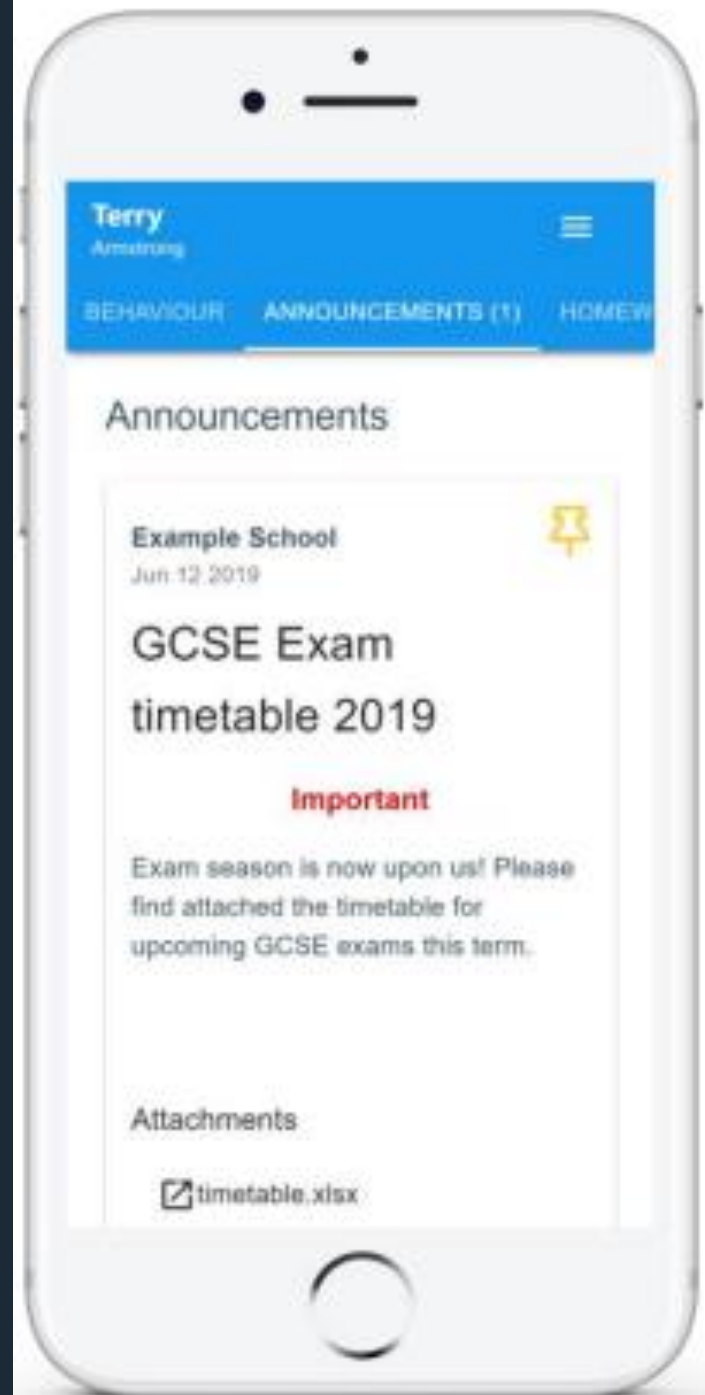 Terry
Armstrong
BEHAVIOUR ANNOUNCEMENTS (1) HOMEW
Announcements
Example School
Jun 12 2019
GCSE Exam
timetable 2019
Important
Exam season is now upon us! Please
find attached the timetable for
upcoming GCSE exams this term.
Attachments
timetable.xlsx